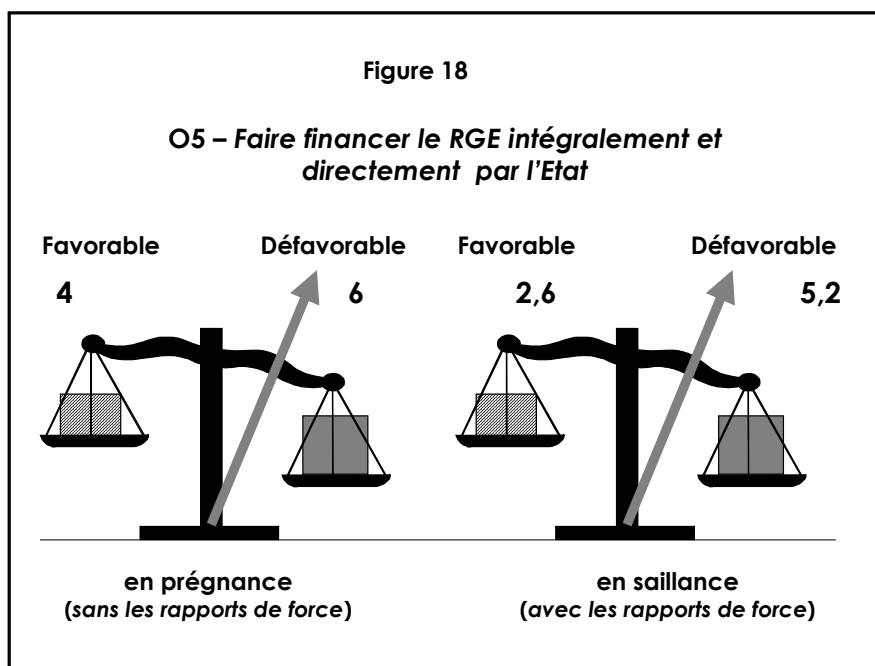 Figure 18
O5 – Faire financer le RGE intégralement et
directement par l'Etat
Favorable Défavorable Favorable Défavorable
4 6 2,6 5,2
en prégnance en saillance
(sans les rapports de force) (avec les rapports de force)